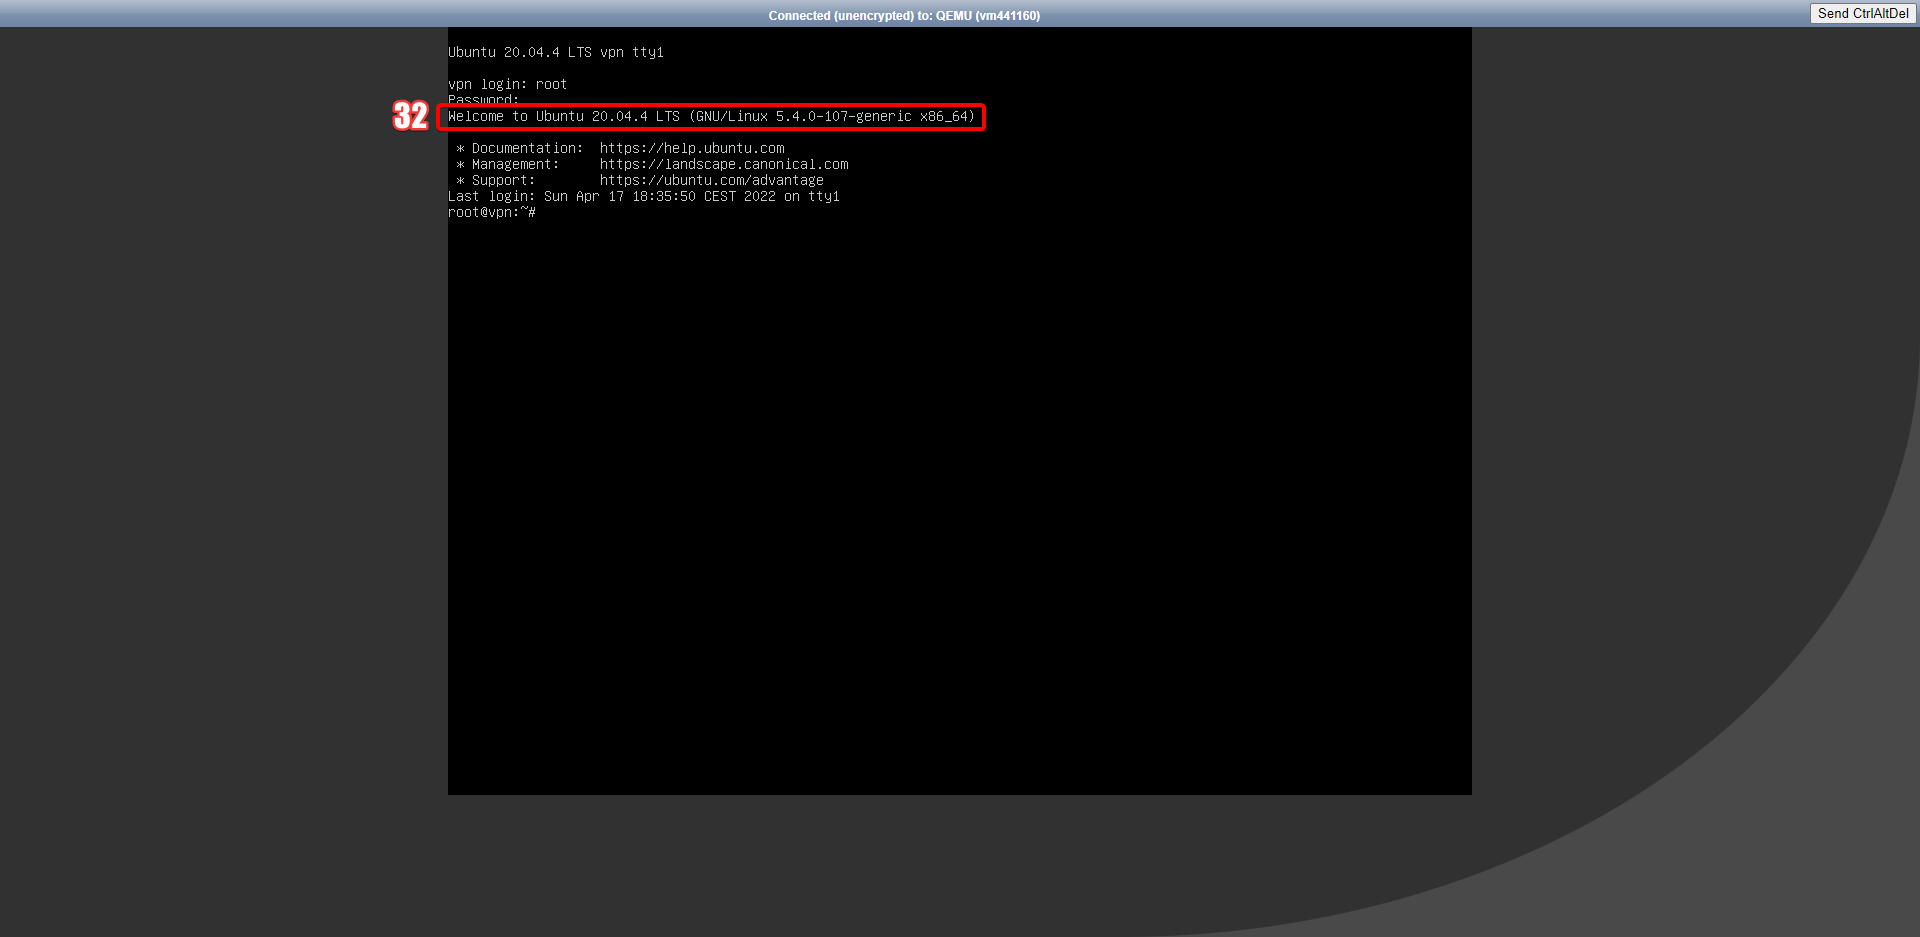 Connected (unencrypted) to: QEMU (vm441160)
Send CtrlAltDel
Ubuntu 20.04.4 LTS vpn tty1
vpn login: root
Password:
32
Welcome to Ubuntu 20.04.4 LTS (GNU/Linux 5.4.0-107-generic x86_64)
* Documentation:  https://help.ubuntu.com
* Management:     https://landscape.canonical.com
* Support:        https://ubuntu.com/advantage
Last login: Sun Apr 17 18:35:50 CEST 2022 on tty1
root@vpn:~#